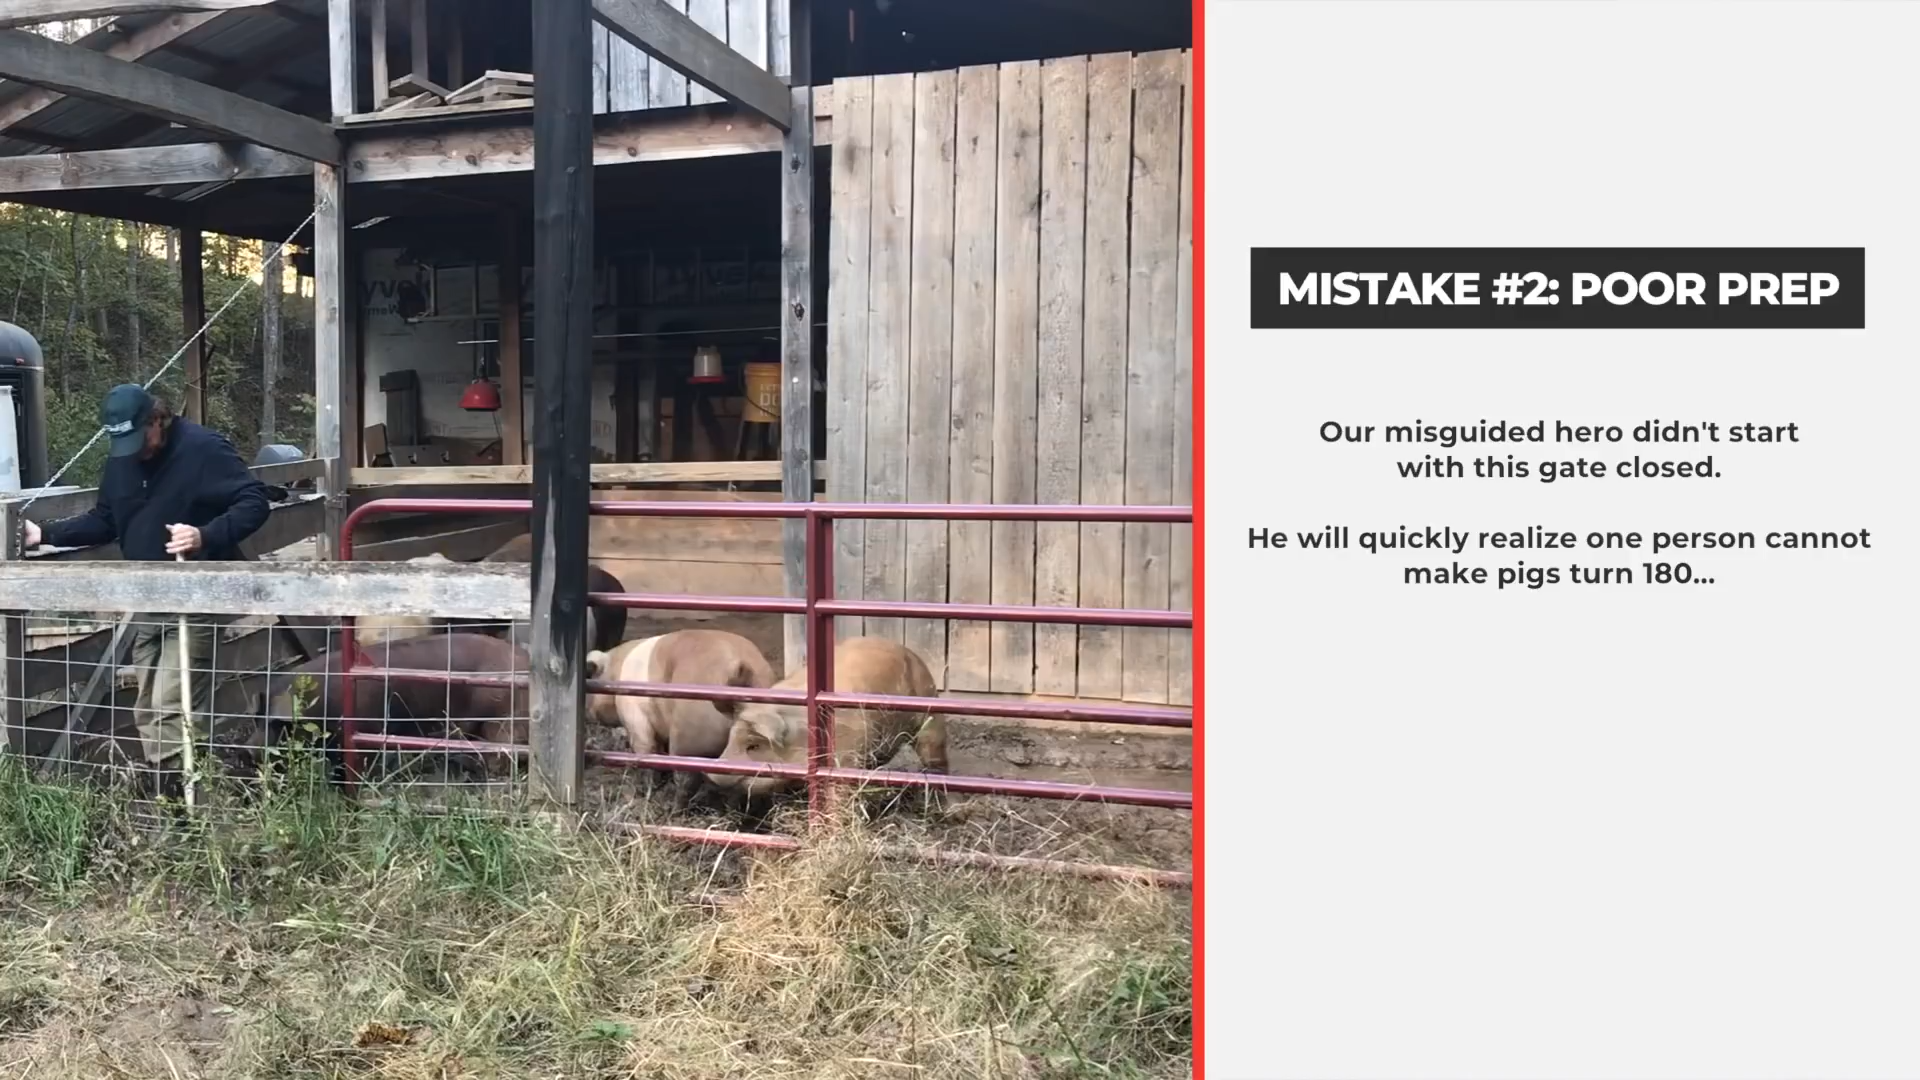 MISTAKE #2: POOR PREP
Our misguided hero didn't start
with this gate closed.
He will quickly realize one person cannot
make pigs turn 180...